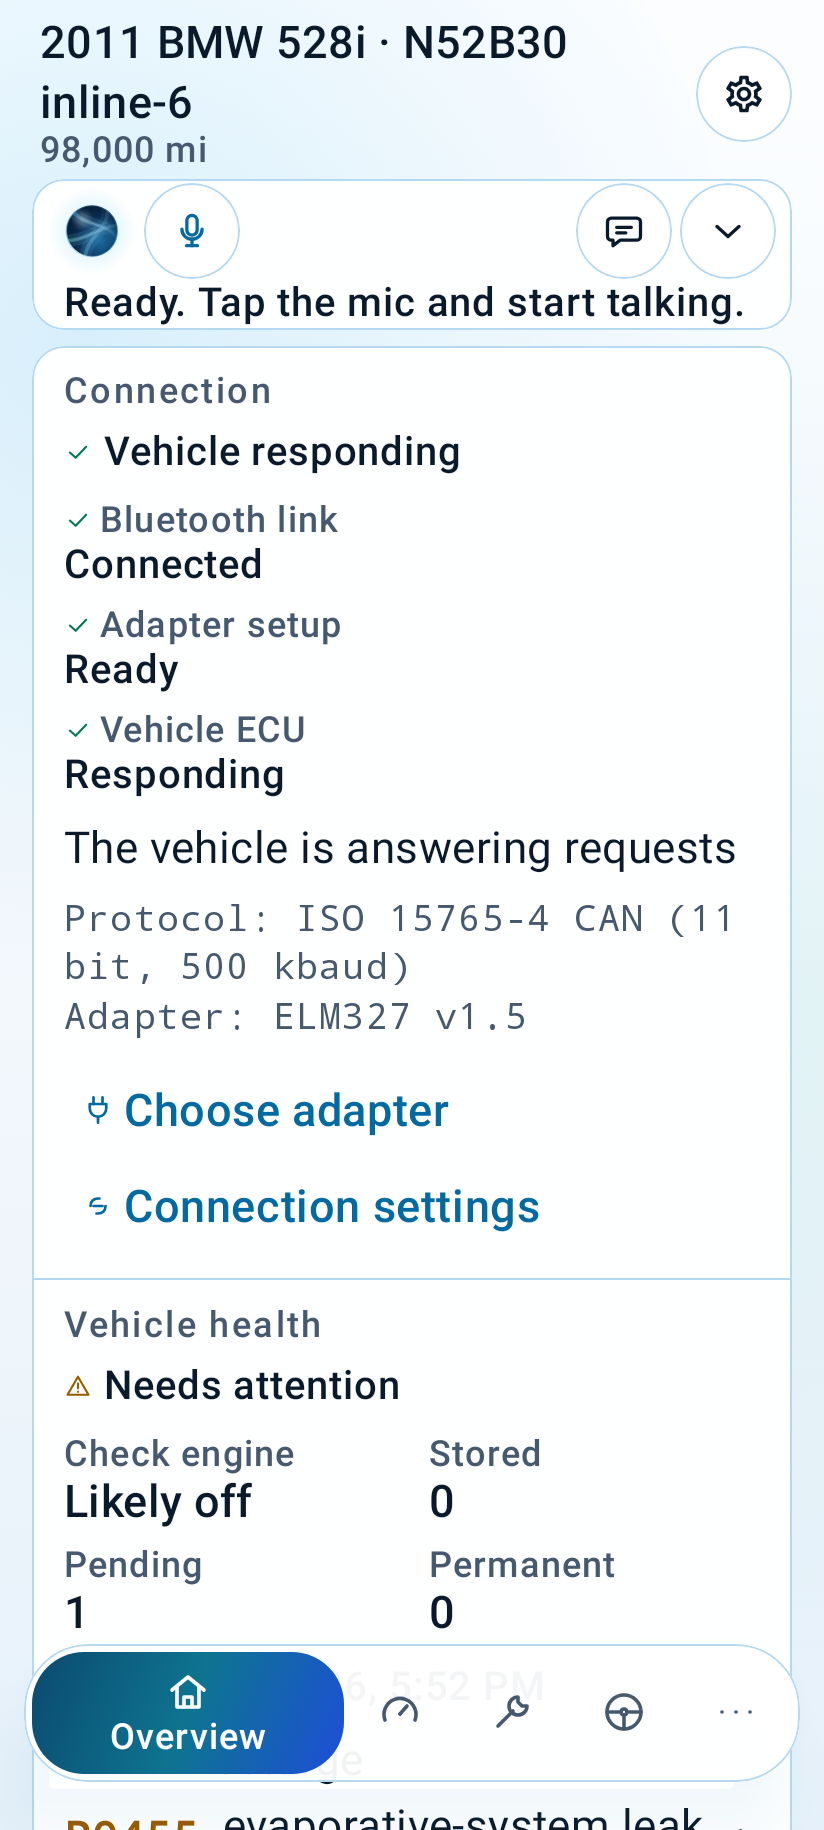 2011 BMW 528i · N52B30
inline-6
98,000 mi
Ready. Tap the mic and start talking.
Connection
Vehicle responding
Bluetooth link
Connected
Adapter setup
Ready
Vehicle ECU
Responding
The vehicle is answering requests
Protocol: ISO 15765-4 CAN (11
bit, 500 kbaud)
Adapter: ELM327 v1.5
Choose adapter
Connection settings
Vehicle health
Needs attention
Check engine
Likely off
Stored
0
Pending
1
Permanent
0
5:52 PM
Overview
evaporative-system leak